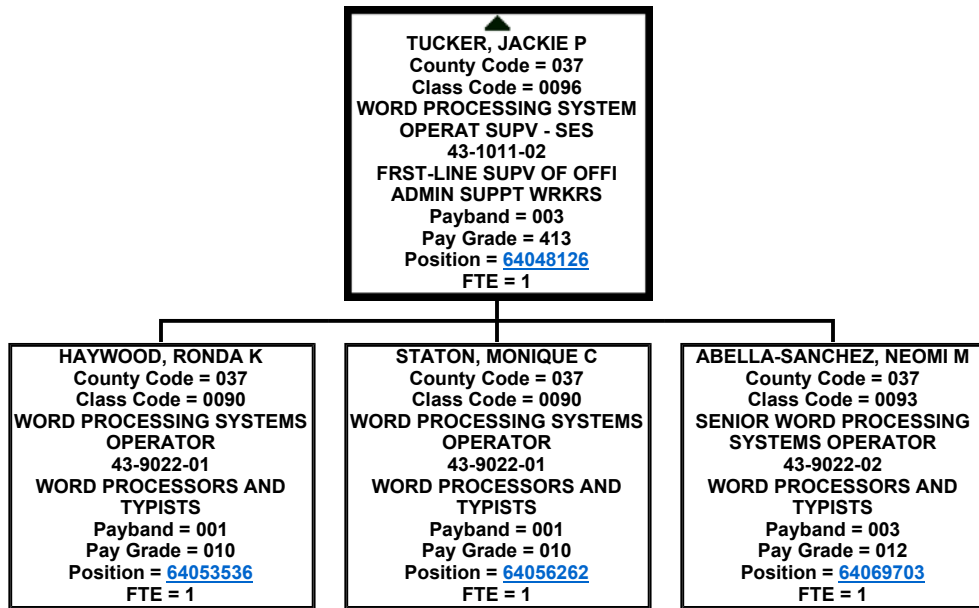 TUCKER, JACKIE P
County Code = 037
Class Code = 0096
WORD PROCESSING SYSTEM
OPERAT SUPV - SES
43-1011-02
FRST-LINE SUPV OF OFFI
ADMIN SUPPT WRKRS
Payband = 003
Pay Grade = 413
Position = 64048126
FTE = 1
HAYWOOD, RONDA K
County Code = 037
Class Code = 0090
WORD PROCESSING SYSTEMS
OPERATOR
43-9022-01
WORD PROCESSORS AND
TYPISTS
Payband = 001
Pay Grade = 010
Position = 64053536
FTE = 1
STATON, MONIQUE C
County Code = 037
Class Code = 0090
WORD PROCESSING SYSTEMS
OPERATOR
43-9022-01
WORD PROCESSORS AND
TYPISTS
Payband = 001
Pay Grade = 010
Position = 64056262
FTE = 1
ABELLA-SANCHEZ, NEOMI M
County Code = 037
Class Code = 0093
SENIOR WORD PROCESSING
SYSTEMS OPERATOR
43-9022-02
WORD PROCESSORS AND
TYPISTS
Payband = 003
Pay Grade = 012
Position = 64069703
FTE = 1